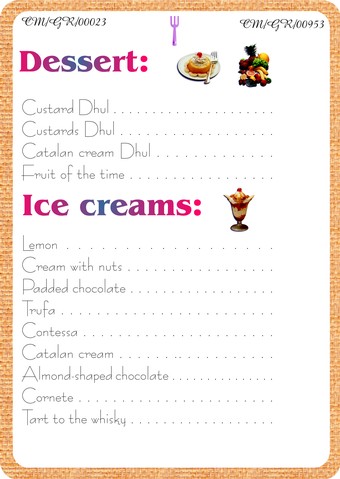 CM/GR/00023
CM/GR/00953
Dessert:
Custard Dhul . . . . . . . . . . . . . . . . . . . .
Custards Dhul . . . . . . . . . . . . . . . . . . .
Catalan cream Dhul . . . . . . . . . . . . . .
Fruit of the time . . . . . . . . . . . . . . . . . .
Ice creams:
Lemon . . . . . . . . . . . . . . . .
Cream with nuts . . . . . . . . . . . . . . . . . .
Padded chocolate . . . . . . . . . . . . . . . . . .
Trufa . . . . . . . . . . . . . . . . . . . . . . . . . .
Contessa . . . . . . . . . . . . . . . . . . . . . . .
Catalan cream . . . . . . . . . . . . . . . . . . .
Almond-shaped chocolate . . . . . . . . . . . . . .
Cornete . . . . . . . . . . . . . . . . . . . . . . . .
Tart to the whisky . . . . . . . . . . . . . . . . . .